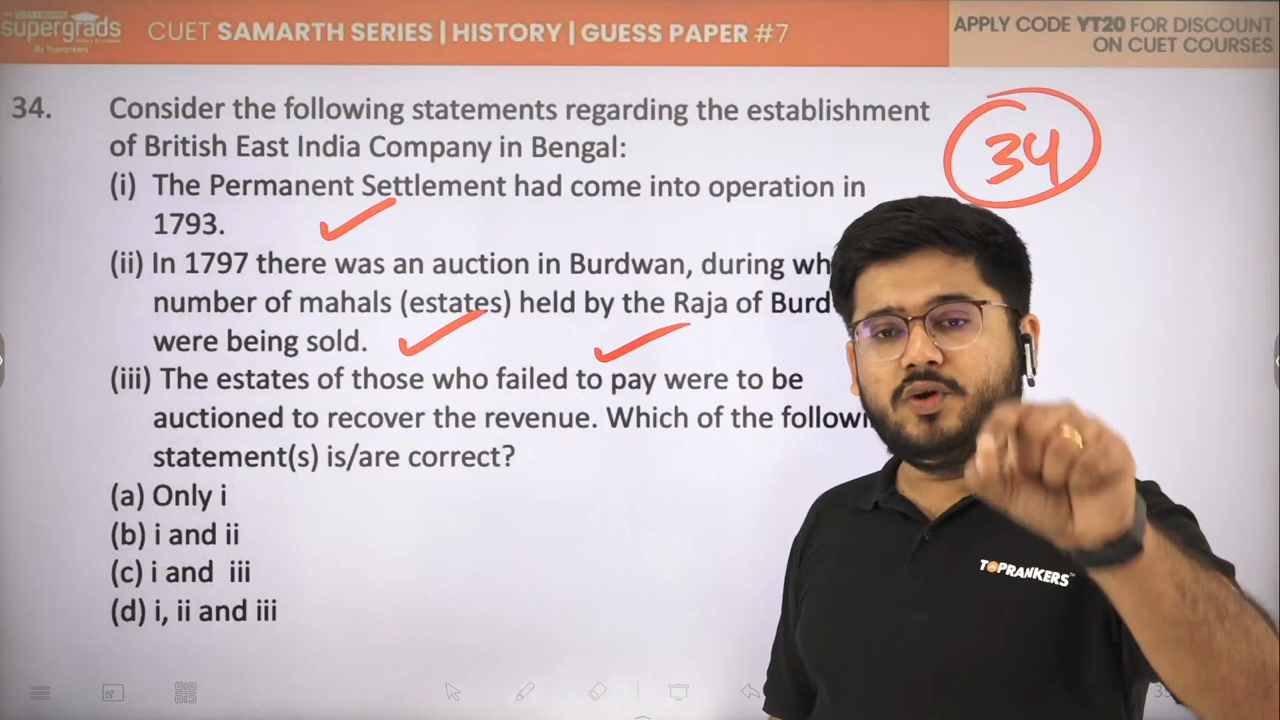 supergrads
By Toprankers
CUET SAMARTH SERIES | HISTORY | GUESS PAPER #7
APPLY CODE YT20 FOR DISCOUNT
ON CUET COURSES
34.
34
Consider the following statements regarding the establishment
of British East India Company in Bengal:
(i) The Permanent Settlement had come into operation in
1793.
(ii) In 1797 there was an auction in Burdwan, during wh
number of mahals (estates) held by the Raja of Burd
were being sold.
(iii) The estates of those who failed to pay were to be
auctioned to recover the revenue. Which of the follow
statement(s) is/are correct?
(a) Only i
(b) i and ii
(c) i and iii
(d) i, ii and iii
TOPRANKERS